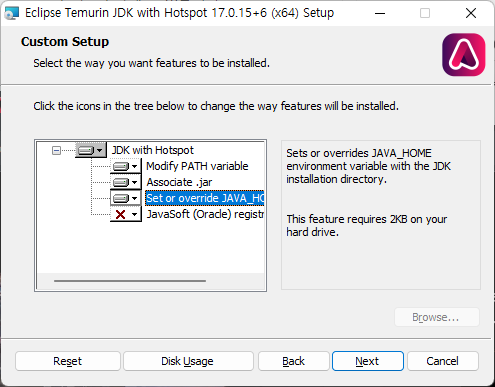 Eclipse Temurin JDK with Hotspot 17.0.15+6 (x64) Setup
Custom Setup
Select the way you want features to be installed.
Click the icons in the tree below to change the way features will be installed.
JDK with Hotspot
Modify PATH variable
Associate .jar
Set or override JAVA_HO
JavaSoft (Oracle) registr
Sets or overrides JAVA_HOME
environment variable with the JDK
installation directory.
This feature requires 2KB on your
hard drive.
Browse...
Reset
Disk Usage
Back
Next
Cancel